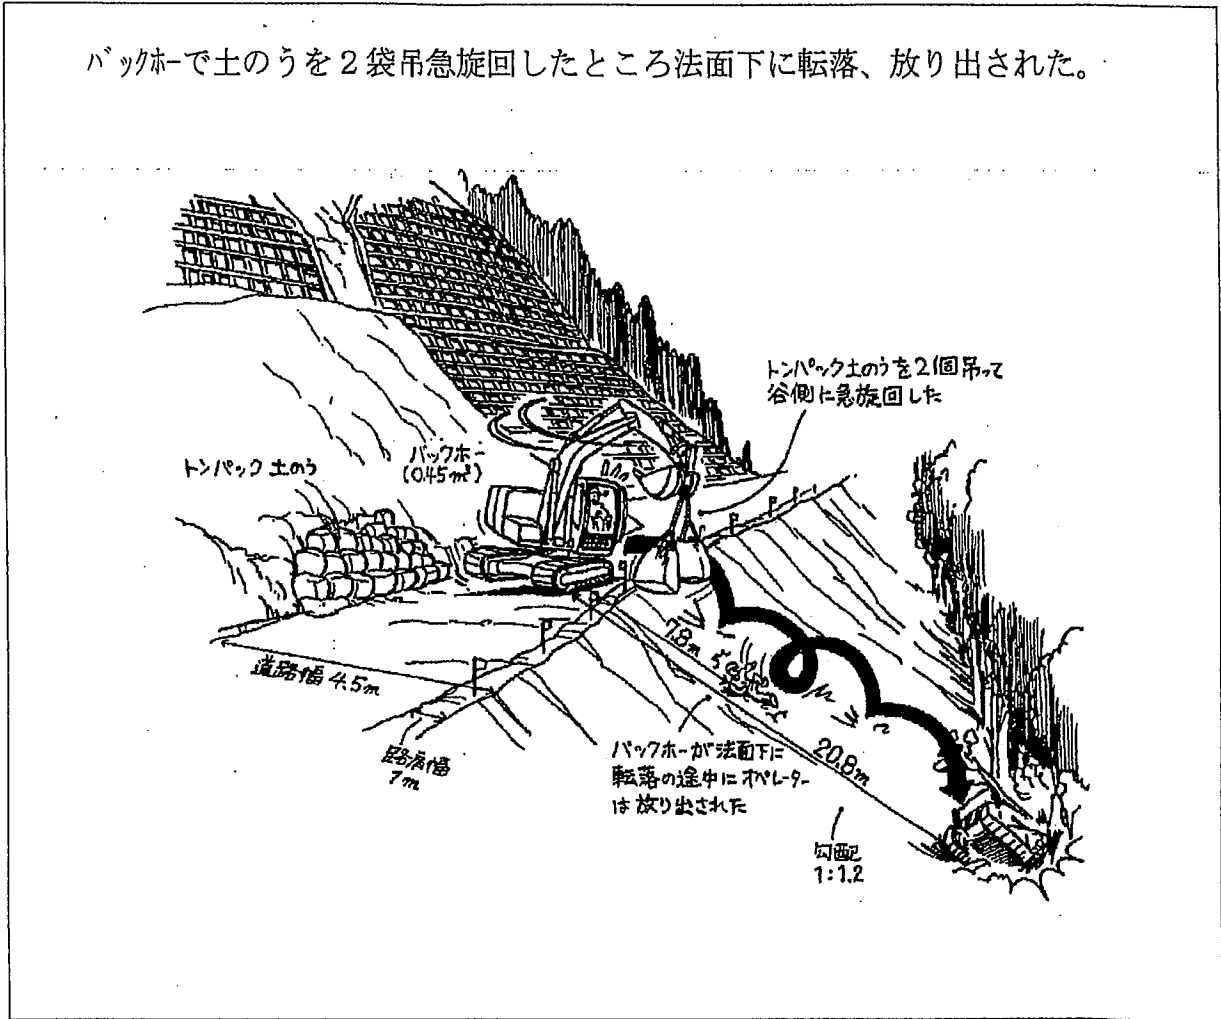 バックホーで土のうを2袋吊急旋回したところ法面下に転落、放り出された。
トンパック土のうを2個吊って
谷側に急旋回した
バックホー
(0.45m³)
トンパック 土のう
7.8m
道路幅 4.5m
路肩幅
1m
バックホーが法面下に
転落の途中にオペレーター
は放り出された
20.8m
勾配
1:1.2